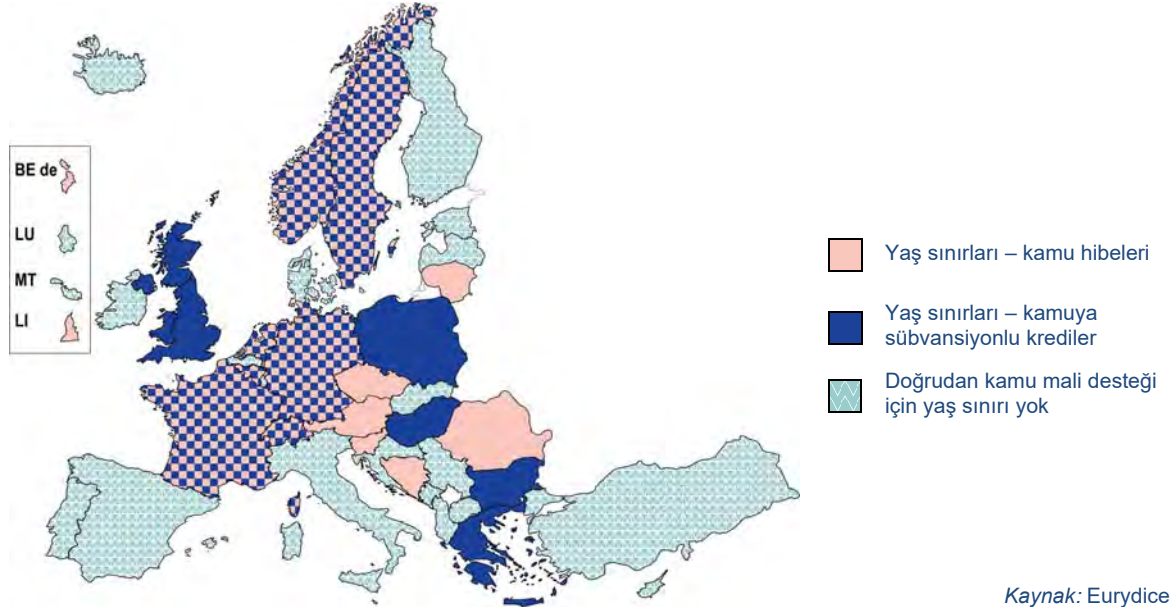 BE de
LU
MT
LI
Yaş sınırları – kamu hibeleri
Yaş sınırları – kamuya
sübvansiyonlu krediler
Doğrudan kamu mali desteği
için yaş sınırı yok
Kaynak: Eurydice